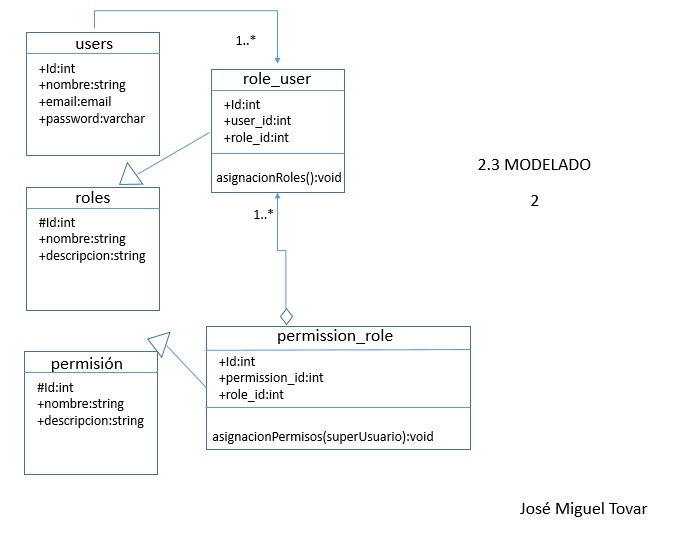 users
+Id:int
+nombre:string
+email:email
+password:varchar
1..*
role_user
+Id:int
+user_id:int
+role_id:int
asignacionRoles():void
roles
#Id:int
+nombre:string
+descripcion:string
1..*
2.3 MODELADO
2
permission_role
+Id:int
+permission_id:int
+role_id:int
asignacionPermisos(superUsuario):void
permisión
#Id:int
+nombre:string
+descripcion:string
José Miguel Tovar